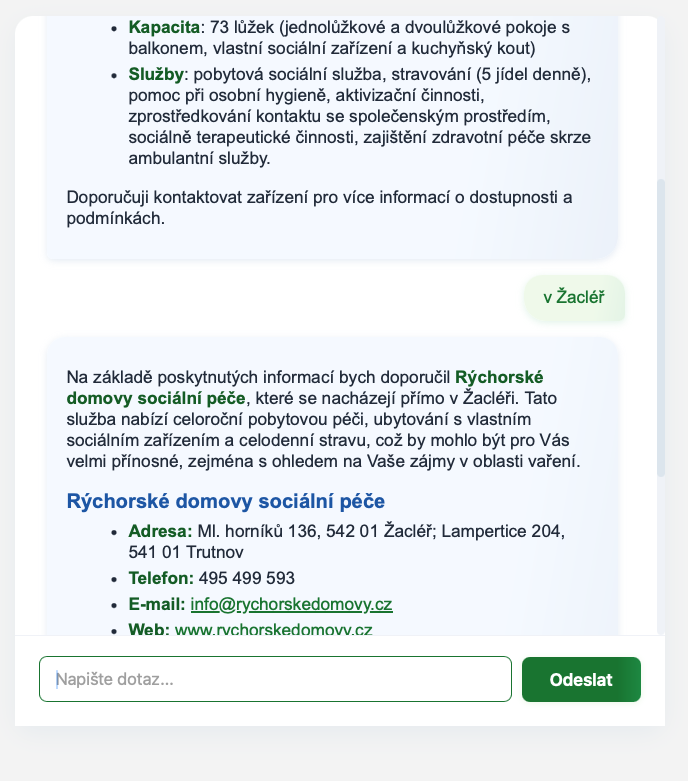 Kapacita: 73 lůžek (jednolůžkové a dvoulůžkové pokoje s
balkonem, vlastní sociální zařízení a kuchyňský kout)
Služby: pobytová sociální služba, stravování (5 jídel denně),
pomoc při osobní hygieně, aktivizační činnosti,
zprostředkování kontaktu se společenským prostředím,
sociálně terapeutické činnosti, zajištění zdravotní péče skrze
ambulantní služby.
Doporučuji kontaktovat zařízení pro více informací o dostupnosti a
podmínkách.
v Žacléř
Na základě poskytnutých informací bych doporučil Rýchorské
domovy sociální péče, které se nacházejí přímo v Žacléři. Tato
služba nabízí celoroční pobytovou péči, ubytování s vlastním
sociálním zařízením a celodenní stravu, což by mohlo být pro Vás
velmi přínosné, zejména s ohledem na Vaše zájmy v oblasti vaření.
Rýchorské domovy sociální péče
Adresa: Ml. horníků 136, 542 01 Žacléř; Lampertice 204,
541 01 Trutnov
Telefon: 495 499 593
E-mail: info@rychorskedomovy.cz
Web: www.rychorskedomovy.cz
Napište dotaz...
Odeslat